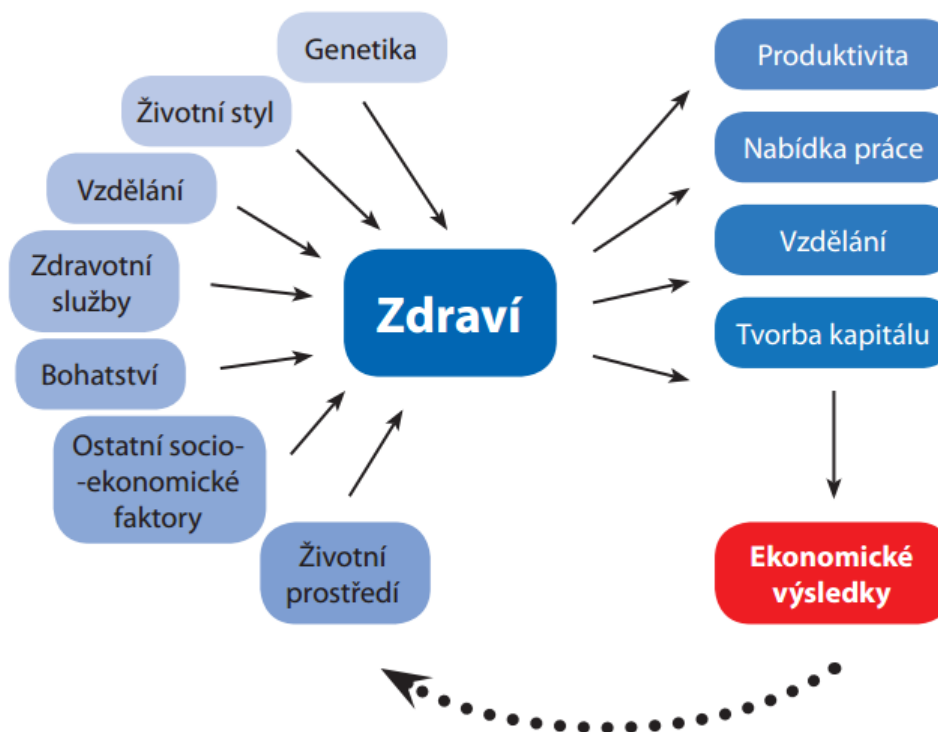 Genetika
Životní styl
Vzdělání
Zdravotní
služby
Bohatství
Ostatní socio-
-ekonomické
faktory
Životní
prostředí
Zdraví
Produktivita
Nabídka práce
Vzdělání
Tvorba kapitálu
Ekonomické
výsledky